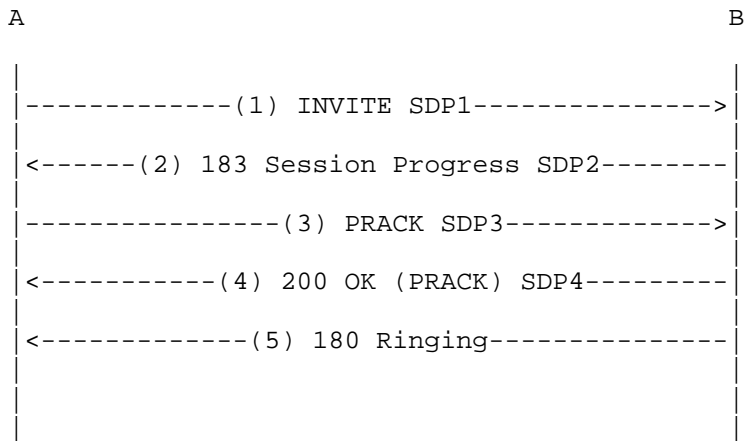 A B
|-------------(1) INVITE SDP1--------------->|
|<------(2) 183 Session Progress SDP2--------|
|----------------(3) PRACK SDP3------------->|
|<-----------(4) 200 OK (PRACK) SDP4---------|
|<-------------(5) 180 Ringing---------------|